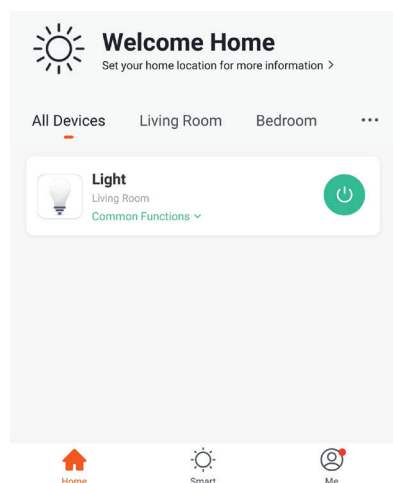 Welcome Home
Set your home location for more information >
All Devices Living Room Bedroom ...
Light
Living Room
Common Functions
Home Smart Me